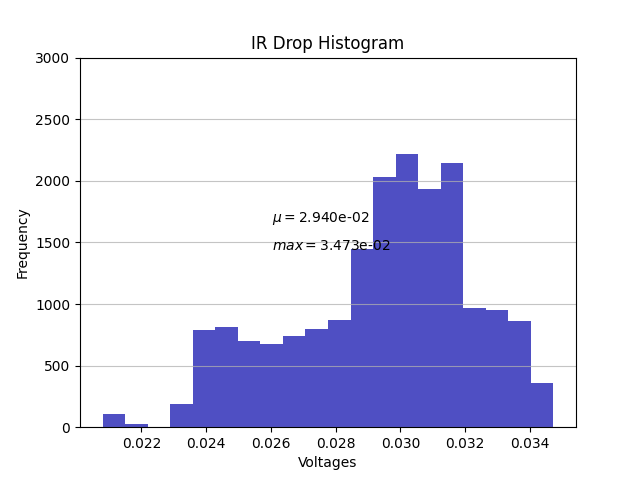 IR Drop Histogram
3000
2500
2000
1500
1000
500
0
Frequency
μ = 2.940e-02
max = 3.473e-02
0.022 0.024 0.026 0.028 0.030 0.032 0.034
Voltages